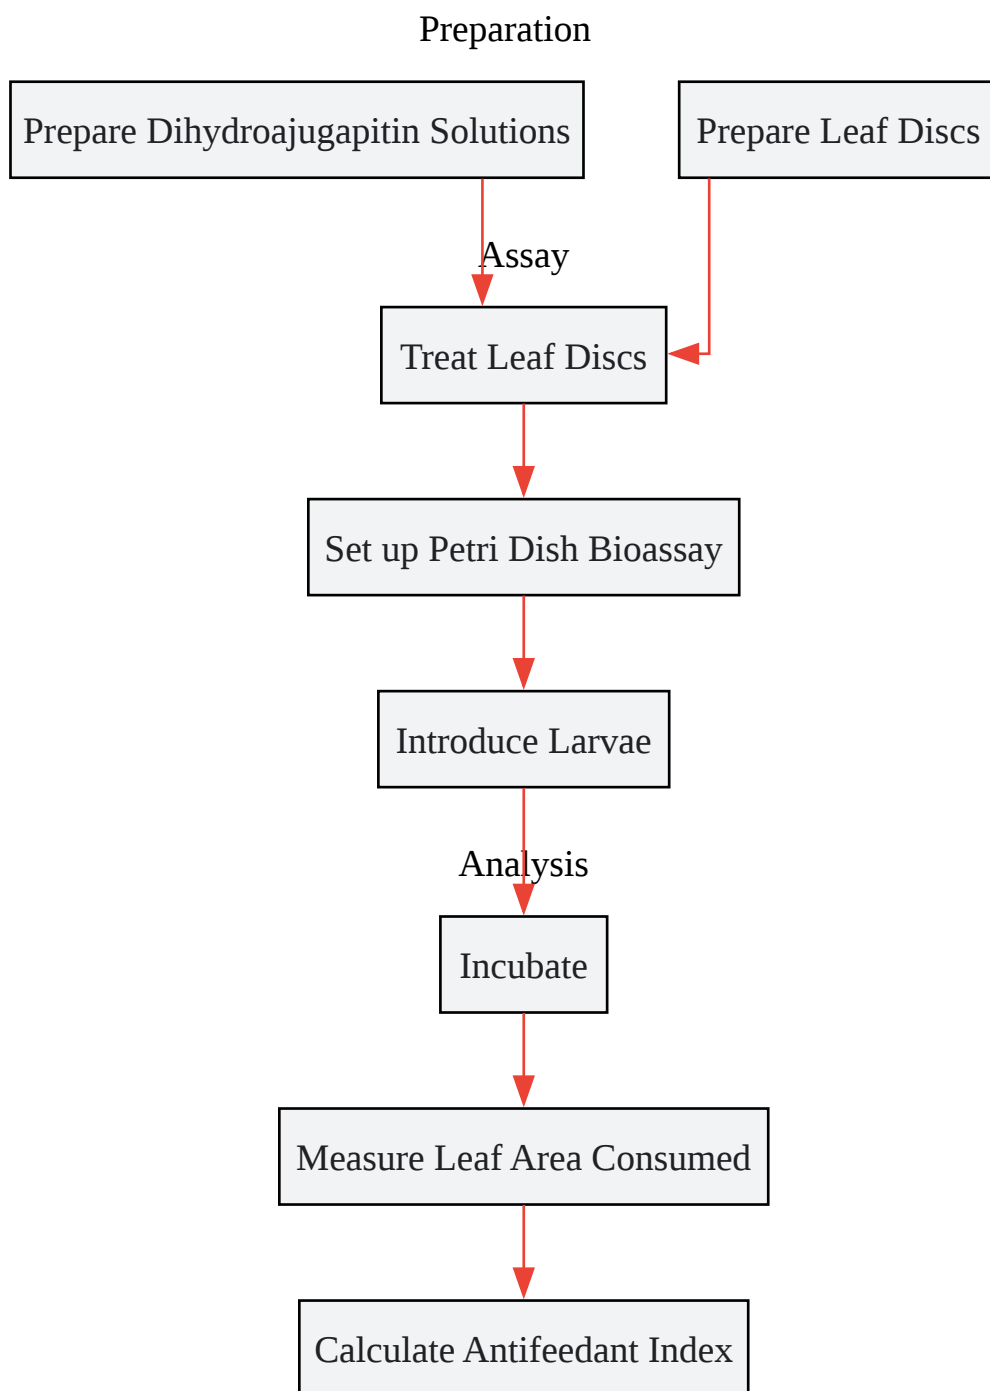 Preparation
Prepare Dihydroajugapitin Solutions
Prepare Leaf Discs
Assay
Treat Leaf Discs
Set up Petri Dish Bioassay
Introduce Larvae
Analysis
Incubate
Measure Leaf Area Consumed
Calculate Antifeedant Index